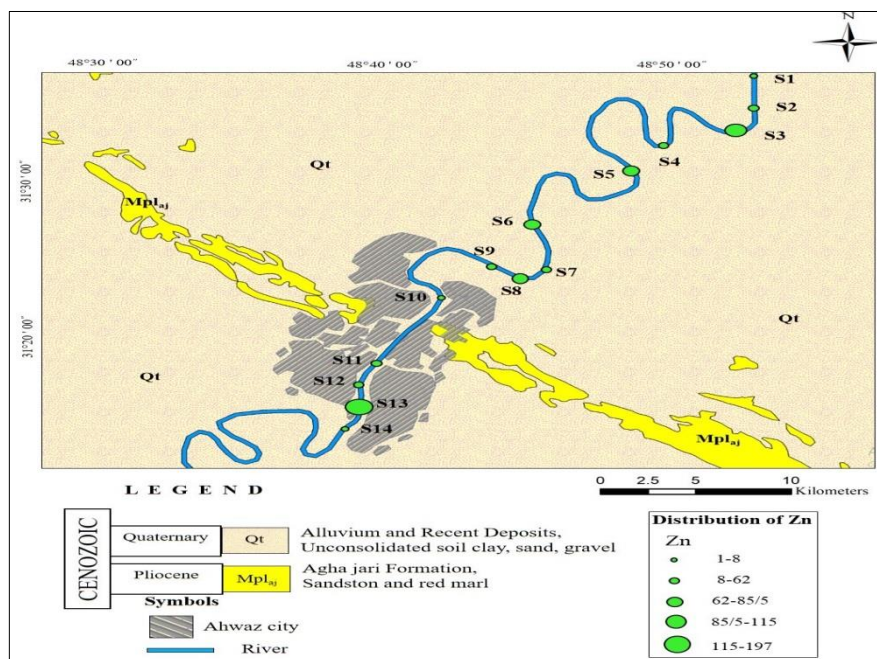 N
48°30'00"
48°40'00"
48°50'00"
31°30'00"
31°20'00"
S1
S2
S3
S4
S5
S6
S7
S8
S9
S10
S11
S12
S13
S14
Qt
Qt
Qt
Mplaj
Mplaj
0 2.5 5 10
Kilometers
LEGEND
CENOZOIC
Quaternary Qt Alluvium and Recent Deposits,
Unconsolidated soil clay, sand, gravel
Pliocene Mplaj Agha jari Formation,
Sandston and red marl
Symbols
Ahwaz city
River
Distribution of Zn
Zn
1-8
8-62
62-85/5
85/5-115
115-197